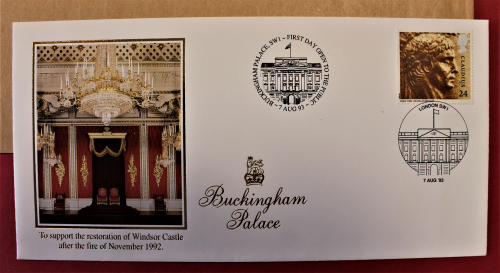 BUCKINGHAM PALACE, SW1 - FIRST DAY OPEN TO THE PUBLIC
- 7 AUG 93 -
CLAUDIUS
24
LONDON SW1
7 AUG '93
Buckingham
Palace
To support the restoration of Windsor Castle
after the fire of November 1992.